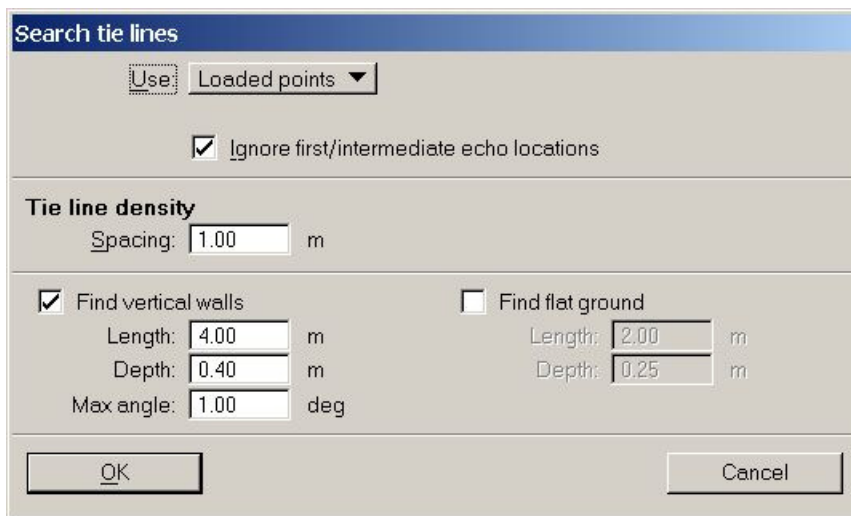 Search tie lines
Use: Loaded points
Ignore first/intermediate echo locations
Tie line density
Spacing: 1.00 m
Find vertical walls
Length: 4.00 m
Depth: 0.40 m
Max angle: 1.00 deg
Find flat ground
Length: 2.00 m
Depth: 0.25 m
OK
Cancel